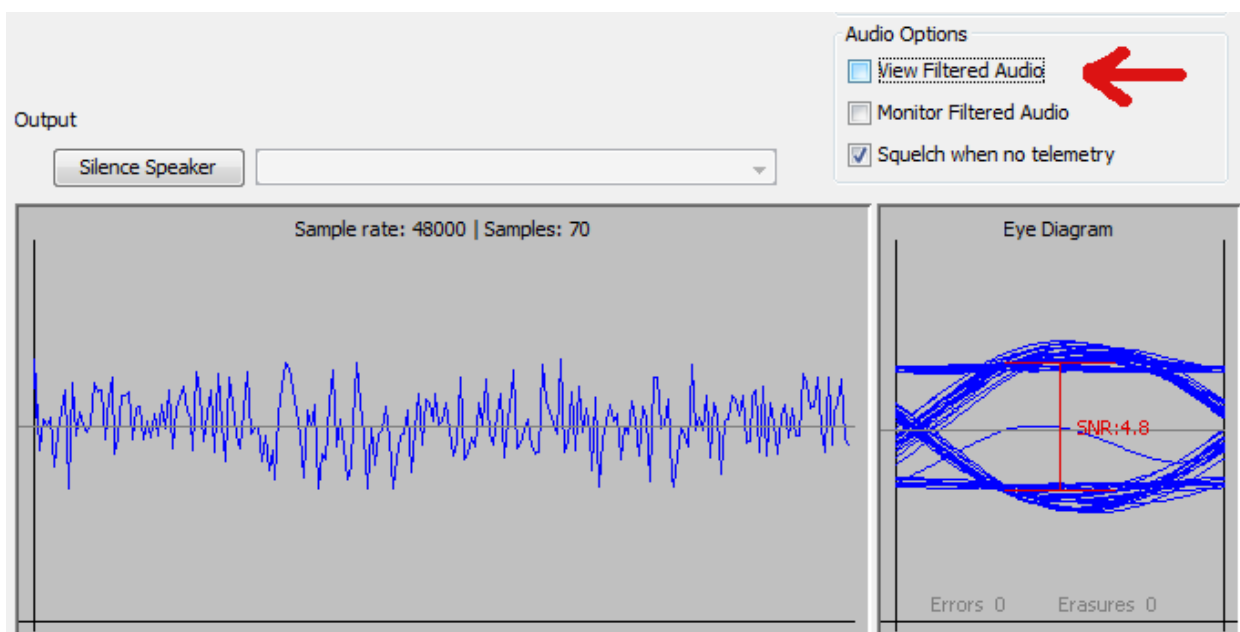 Audio Options
View Filtered Audio
Monitor Filtered Audio
Squelch when no telemetry
Output
Silence Speaker
Sample rate: 48000 | Samples: 70
Eye Diagram
SNR:4.8
Errors 0 Erasures 0